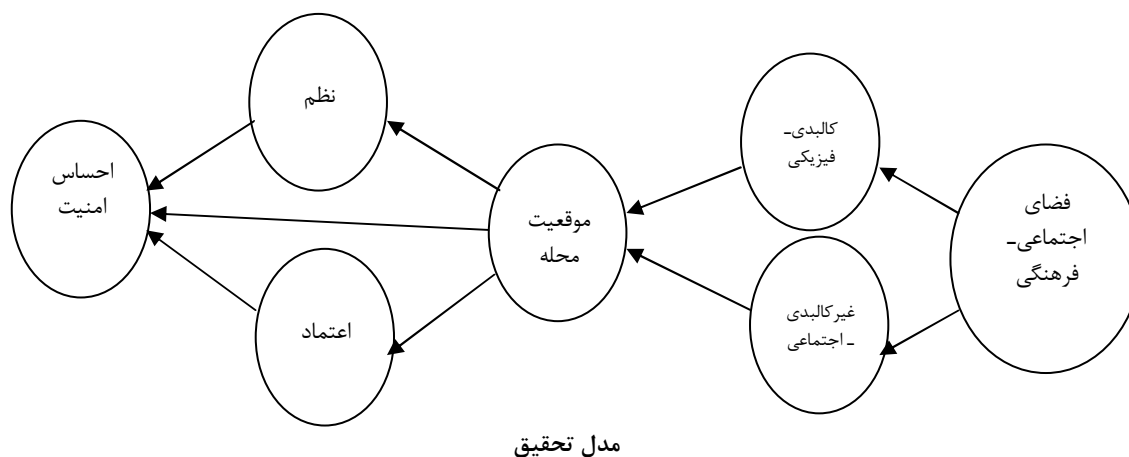 فضای
اجتماعی–
فرهنگی
کالبدی–
فیزیکی
غیرکالبدی
– اجتماعی
موقعیت
محله
نظم
اعتماد
احساس
امنیت
مدل تحقیق